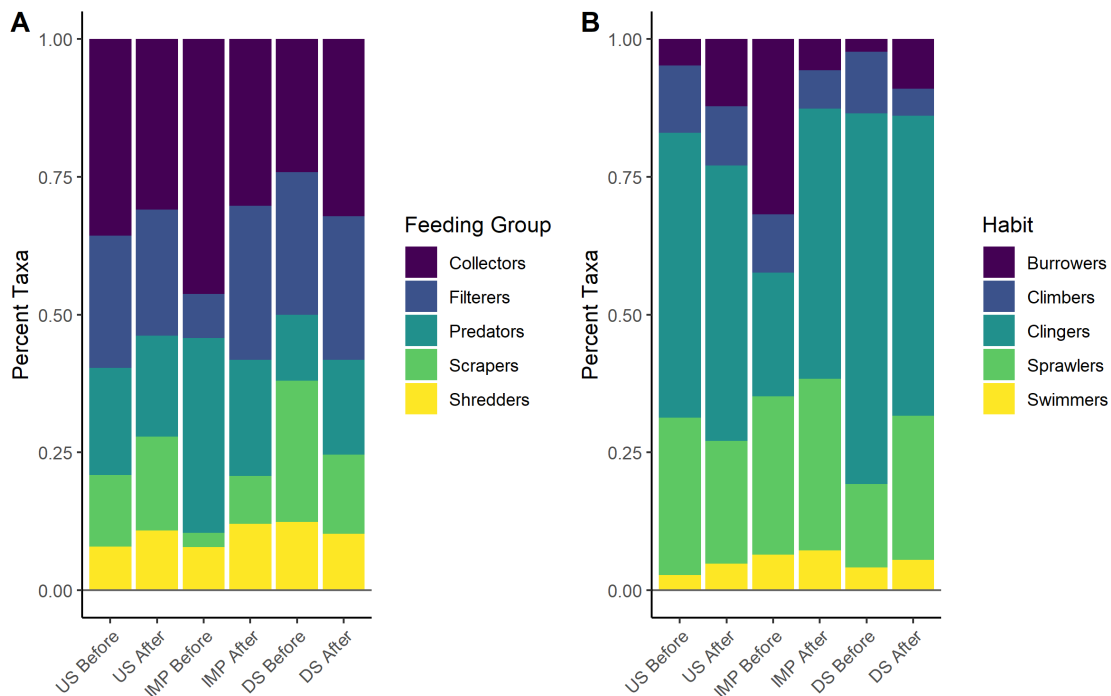 A
Percent Taxa
1.00
0.75
0.50
0.25
0.00
US Before
US After
IMP Before
IMP After
DS Before
DS After
Feeding Group
Collectors
Filterers
Predators
Scrapers
Shredders
B
Percent Taxa
1.00
0.75
0.50
0.25
0.00
US Before
US After
IMP Before
IMP After
DS Before
DS After
Habit
Burrowers
Climbers
Clingers
Sprawlers
Swimmers